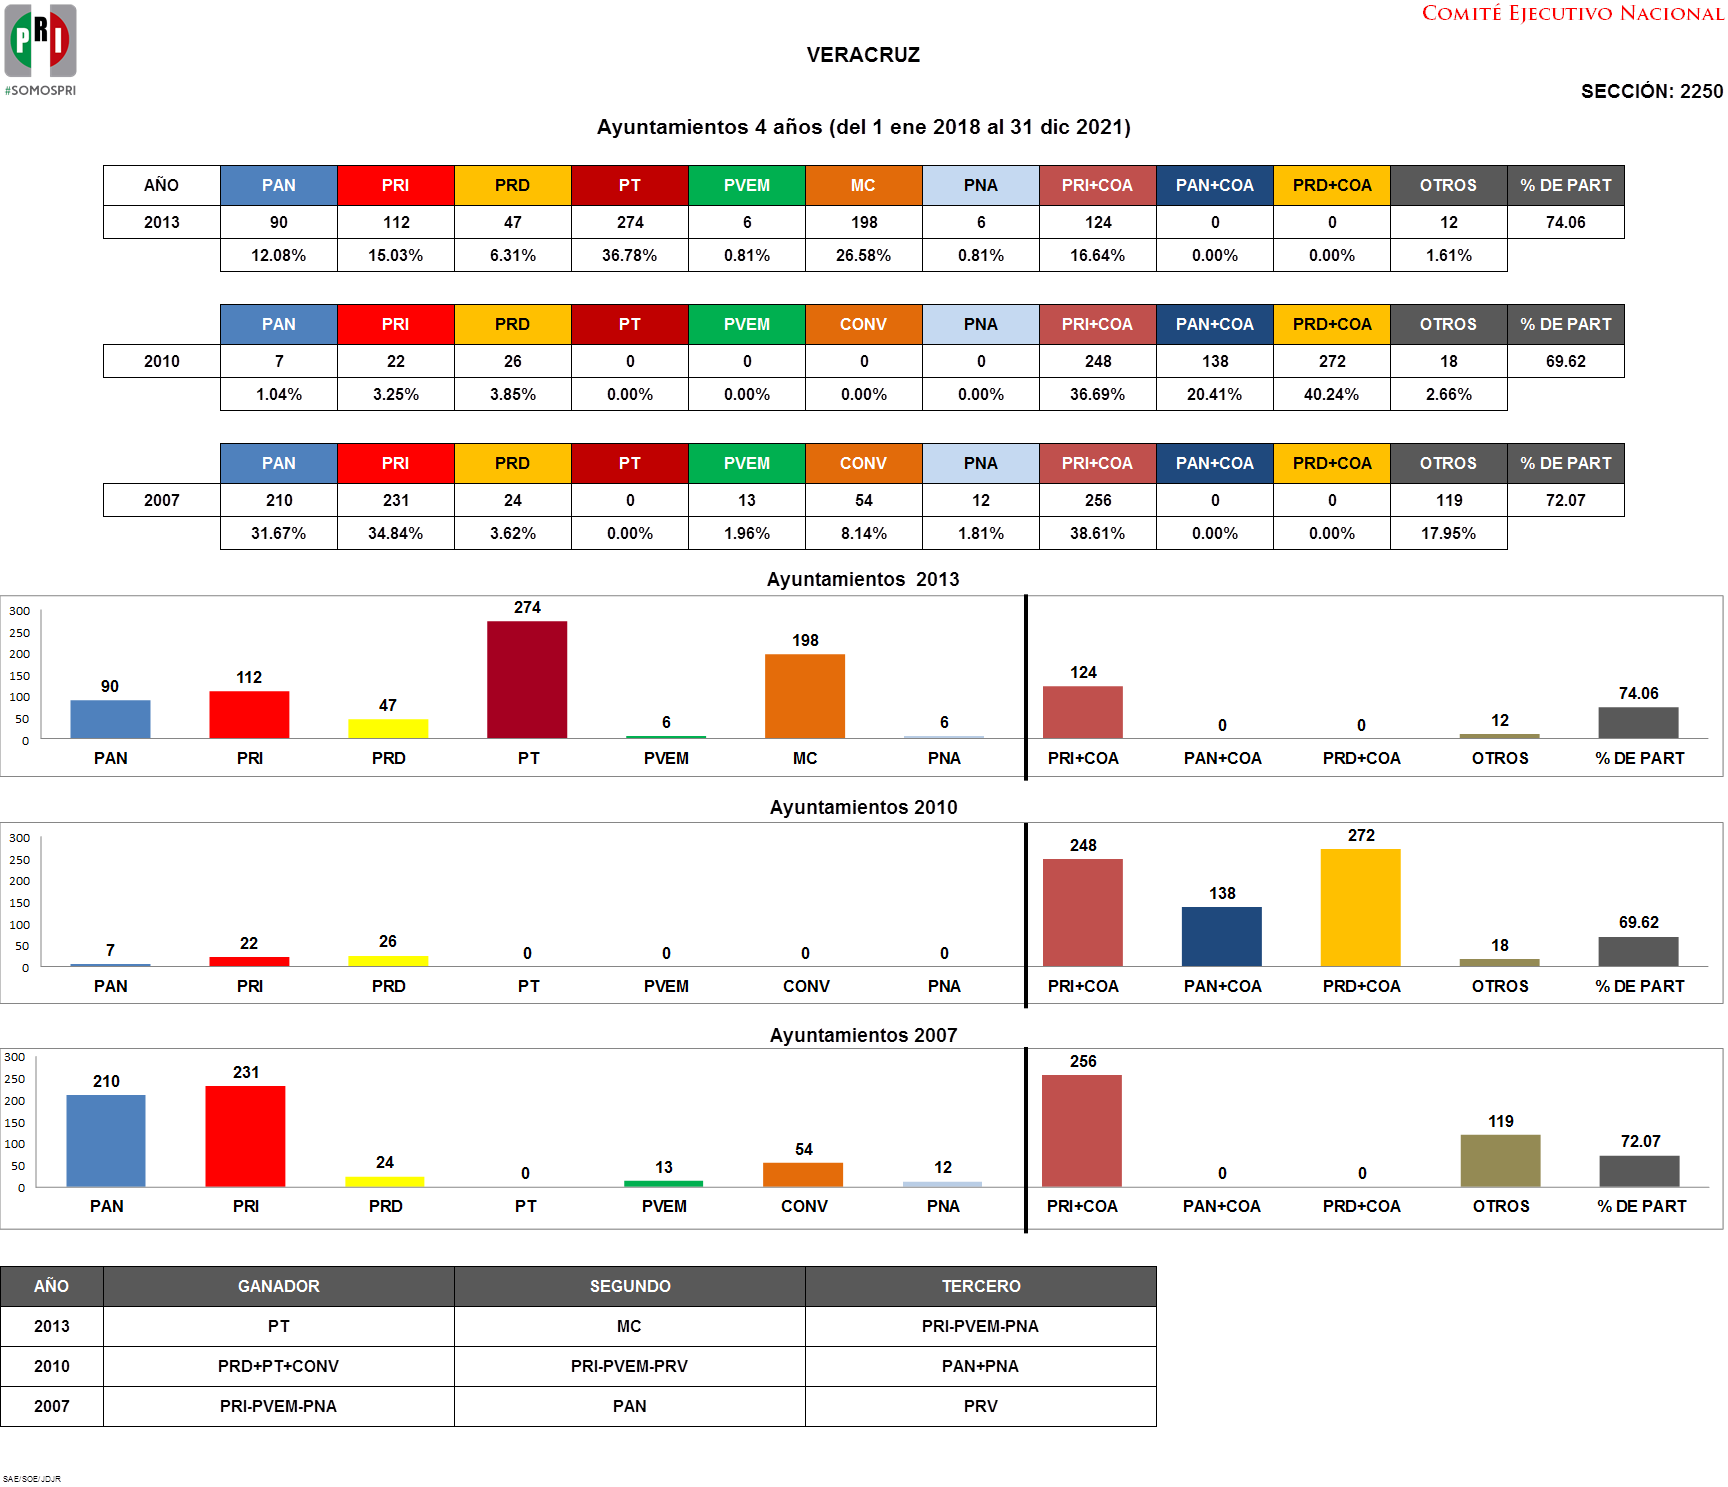 PRI
#SOMOSPRI
COMITÉ EJECUTIVO NACIONAL
VERACRUZ
SECCIÓN: 2250
Ayuntamientos 4 años (del 1 ene 2018 al 31 dic 2021)
AÑO PAN PRI PRD PT PVEM MC PNA PRI+COA PAN+COA PRD+COA OTROS % DE PART
2013 90 112 47 274 6 198 6 124 0 0 12 74.06
12.08% 15.03% 6.31% 36.78% 0.81% 26.58% 0.81% 16.64% 0.00% 0.00% 1.61%
PAN PRI PRD PT PVEM CONV PNA PRI+COA PAN+COA PRD+COA OTROS % DE PART
2010 7 22 26 0 0 0 0 248 138 272 18 69.62
1.04% 3.25% 3.85% 0.00% 0.00% 0.00% 0.00% 36.69% 20.41% 40.24% 2.66%
PAN PRI PRD PT PVEM CONV PNA PRI+COA PAN+COA PRD+COA OTROS % DE PART
2007 210 231 24 0 13 54 12 256 0 0 119 72.07
31.67% 34.84% 3.62% 0.00% 1.96% 8.14% 1.81% 38.61% 0.00% 0.00% 17.95%
Ayuntamientos 2013
300
250
200
150
100
50
0
90 112 47 274 6 198 6 124 0 0 12 74.06
PAN PRI PRD PT PVEM MC PNA PRI+COA PAN+COA PRD+COA OTROS % DE PART
Ayuntamientos 2010
300
250
200
150
100
50
0
7 22 26 0 0 0 0 248 138 272 18 69.62
PAN PRI PRD PT PVEM CONV PNA PRI+COA PAN+COA PRD+COA OTROS % DE PART
Ayuntamientos 2007
300
250
200
150
100
50
0
210 231 24 0 13 54 12 256 0 0 119 72.07
PAN PRI PRD PT PVEM CONV PNA PRI+COA PAN+COA PRD+COA OTROS % DE PART
AÑO GANADOR SEGUNDO TERCERO
2013 PT MC PRI-PVEM-PNA
2010 PRD+PT+CONV PRI-PVEM-PRV PAN+PNA
2007 PRI-PVEM-PNA PAN PRV
SAE/SOE/JDJR